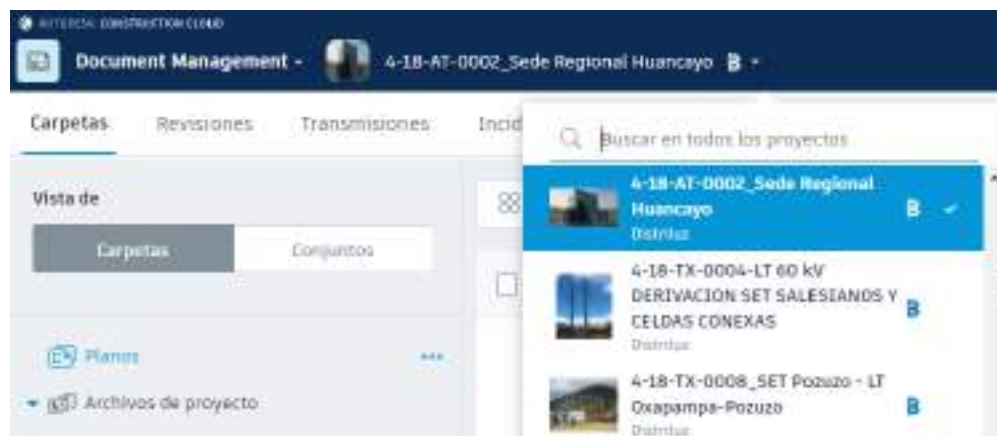 AUTODESK CONSTRUCTION CLOUD
Document Management 4-18-AT-0002_Sede Regional Huancayo B
Carpetas Revisiones Transmisiones Incid
Buscar en todos los proyectos
4-18-AT-0002_Sede Regional
Huancayo B
Distriluz
Vista de
Carpetas Conjuntos
4-18-TX-0004-LT 60 kV
DERIVACION SET SALESIANOS Y
CELDAS CONEXAS B
Distriluz
Planos
Archivos de proyecto
4-18-TX-0008_SET Pozuzo - LT
Oxapampa-Pozuzo B
Distriluz